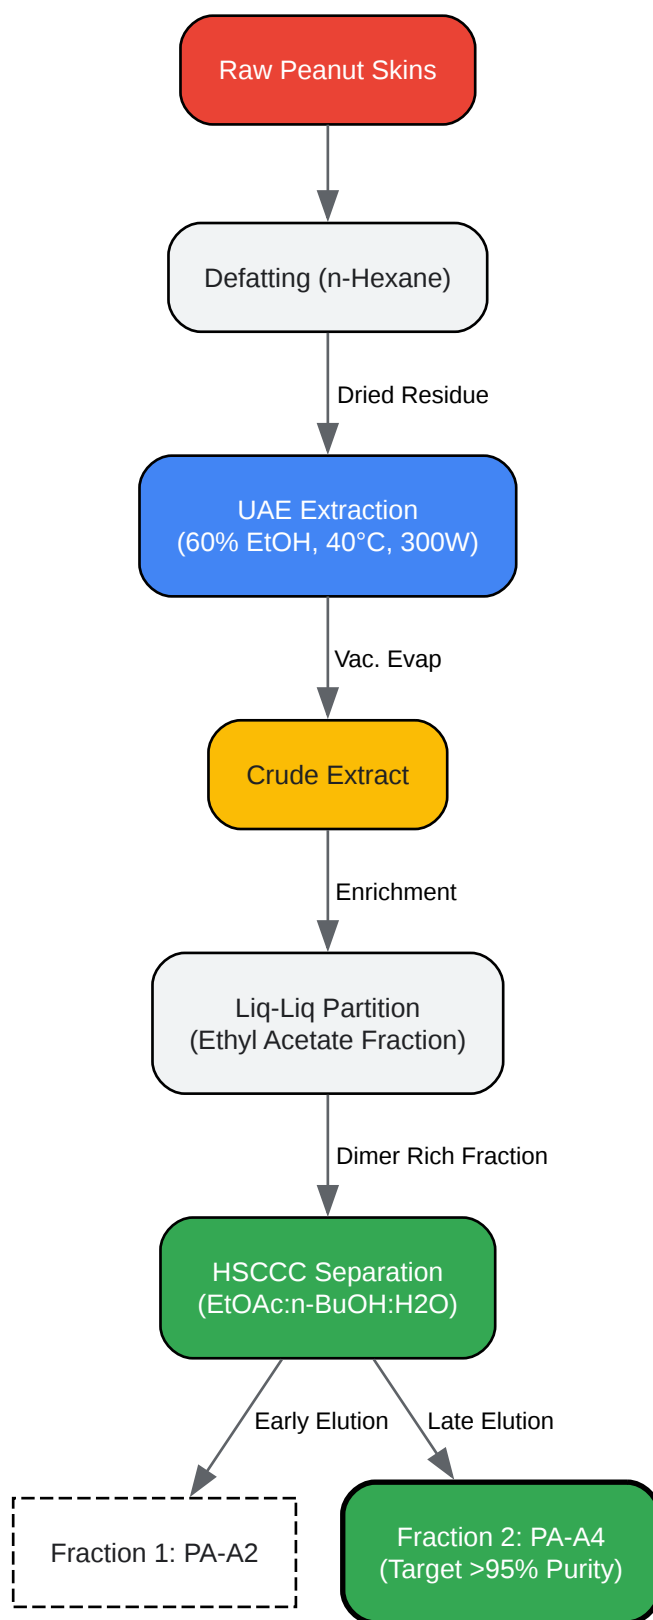 Raw Peanut Skins
Defatting (n-Hexane)
Dried Residue
UAE Extraction
(60% EtOH, 40°C, 300W)
Vac. Evap
Crude Extract
Enrichment
Liq-Liq Partition
(Ethyl Acetate Fraction)
Dimer Rich Fraction
HSCCC Separation
(EtOAc:n-BuOH:H2O)
Early Elution
Late Elution
Fraction 1: PA-A2
Fraction 2: PA-A4
(Target >95% Purity)